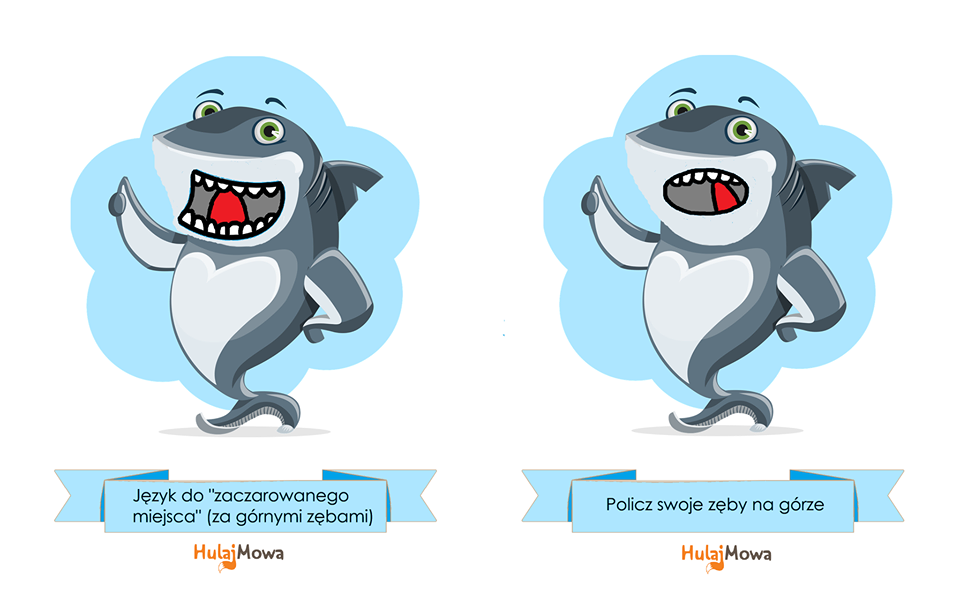 Język do "zaczarowanego
miejsca" (za górnymi zębami)
HulajMowa
Policz swoje zęby na górze
HulajMowa